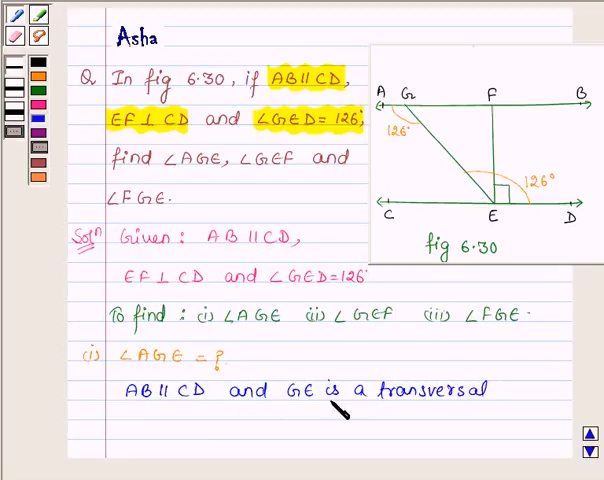 Asha
Q In fig 6.30, if AB || CD,
EF ⊥ CD and ∠GED = 126°,
find ∠AGE, ∠GEF and
∠FGE.
Soln Given : AB || CD,
EF ⊥ CD and ∠GED = 126°
To find : (i) ∠AGE (ii) ∠GEF (iii) ∠FGE.
(i) ∠AGE = ?
AB || CD and GE is a transversal
A G F B
126°
126°
C E D
fig 6.30